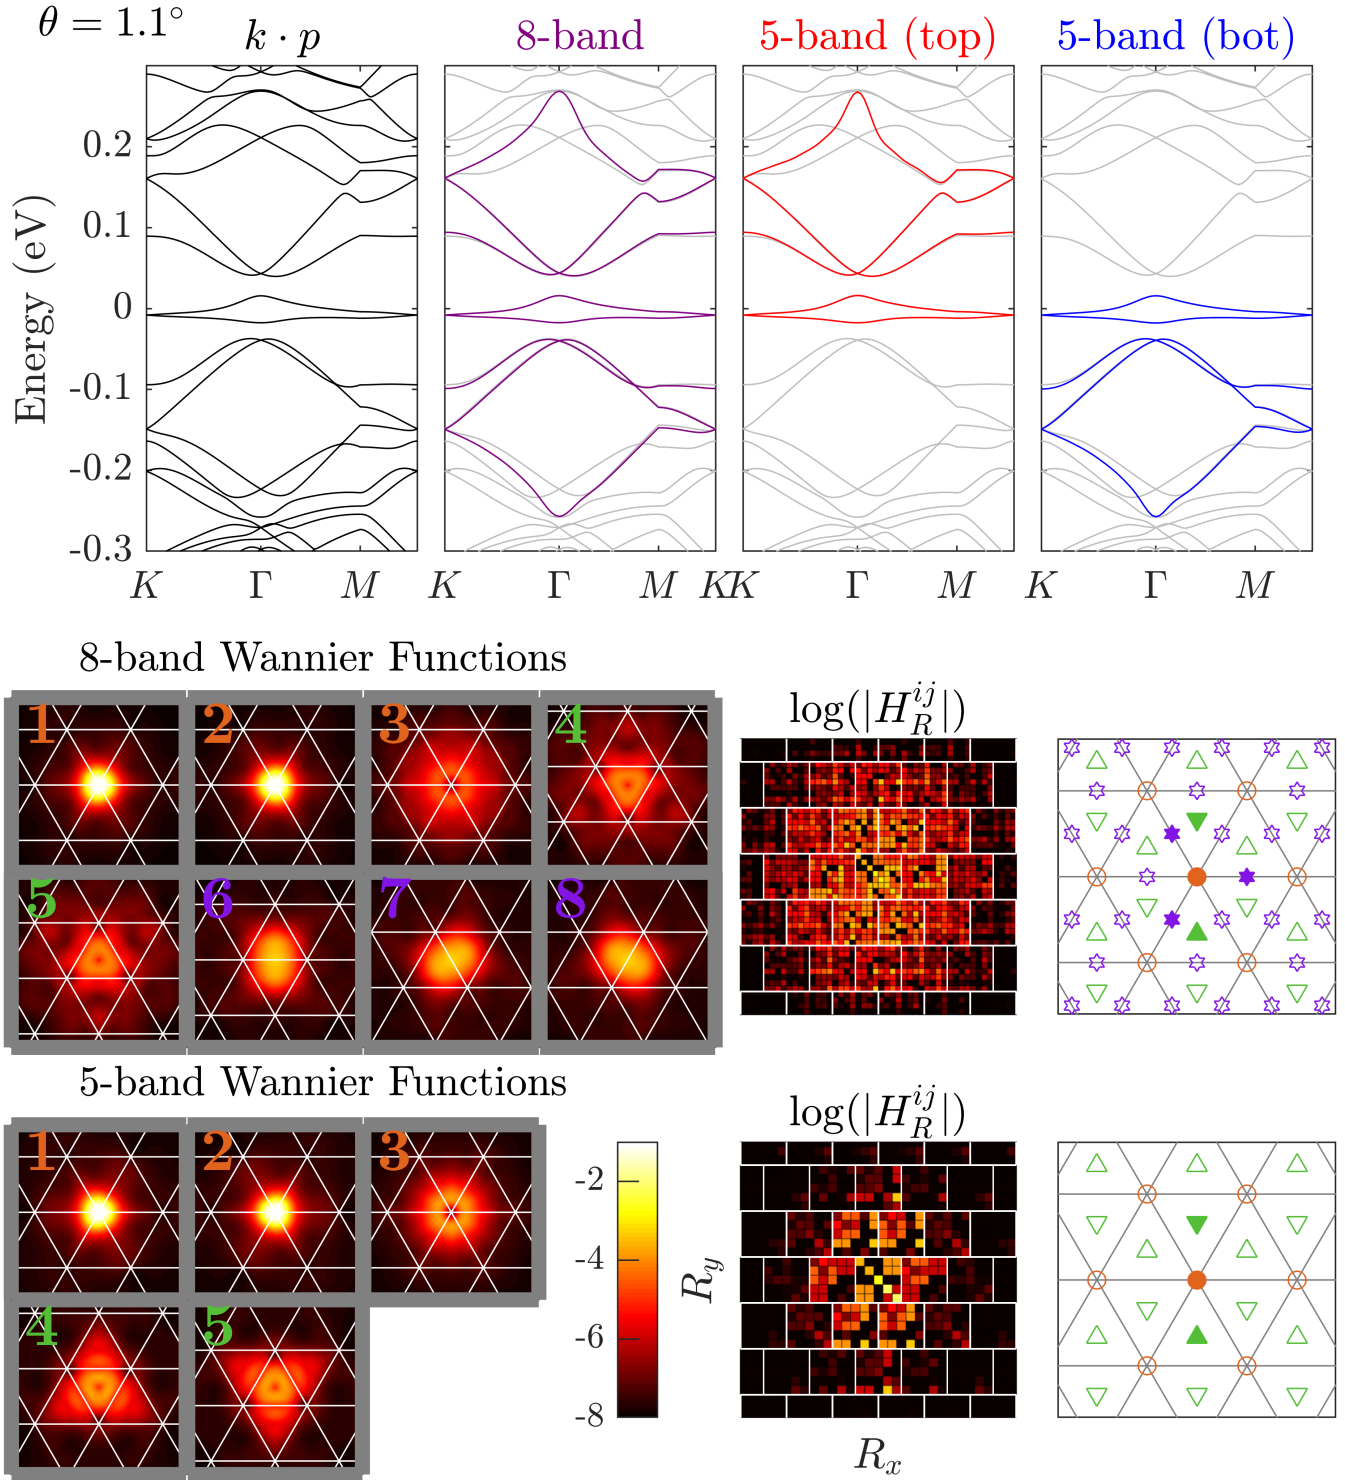 θ = 1.1°
k · p
8-band
5-band (top)
5-band (bot)
Energy (eV)
0.2
0.1
0
-0.1
-0.2
-0.3
K Γ M K Γ M K K Γ M K Γ M
8-band Wannier Functions
1 2 3 4
5 6 7 8
log(|H_R^{ij}|)
5-band Wannier Functions
1 2 3
4 5
-2
-4
-6
-8
log(|H_R^{ij}|)
R_y
R_x